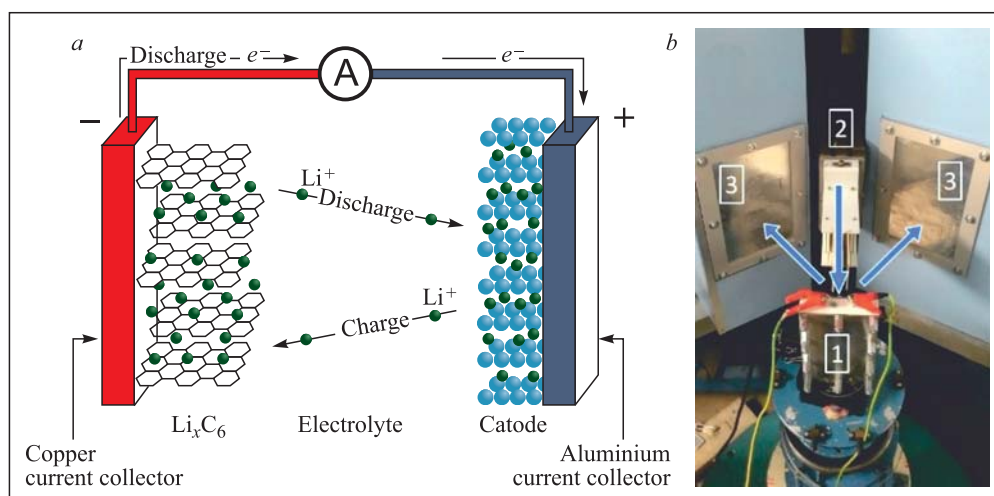 a
Discharge e⁻
A
e⁻
−
+
Li⁺
Discharge
Li⁺
Charge
LiₓC₆
Electrolyte
Catode
Copper
current collector
Aluminium
current collector
b
2
3
3
1